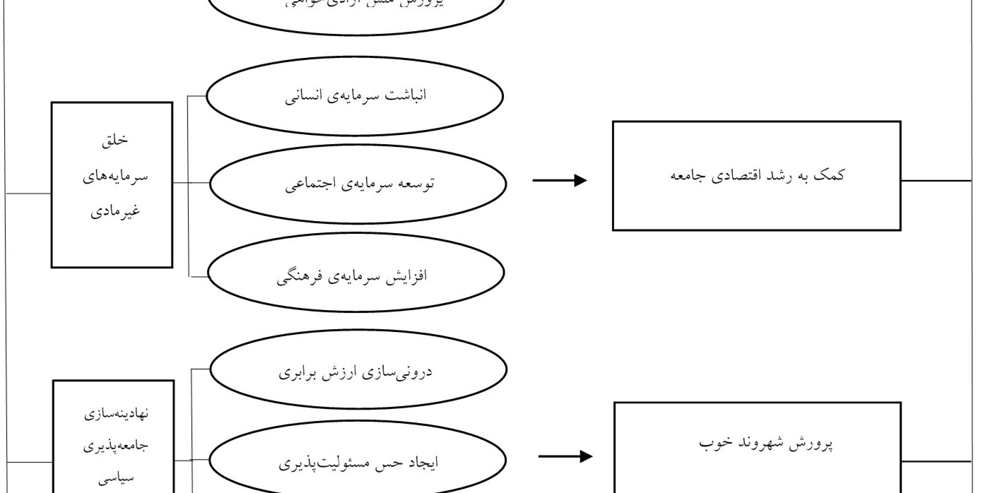 انباشت سرمایه‌ی انسانی
خلق
سرمایه‌های
غیرمادی
توسعه سرمایه‌ی اجتماعی
کمک به رشد اقتصادی جامعه
افزایش سرمایه‌ی فرهنگی
درونی‌سازی ارزش برابری
نهادینه‌سازی
جامعه‌پذیری
سیاسی
ایجاد حس مسئولیت‌پذیری
پرورش شهروند خوب